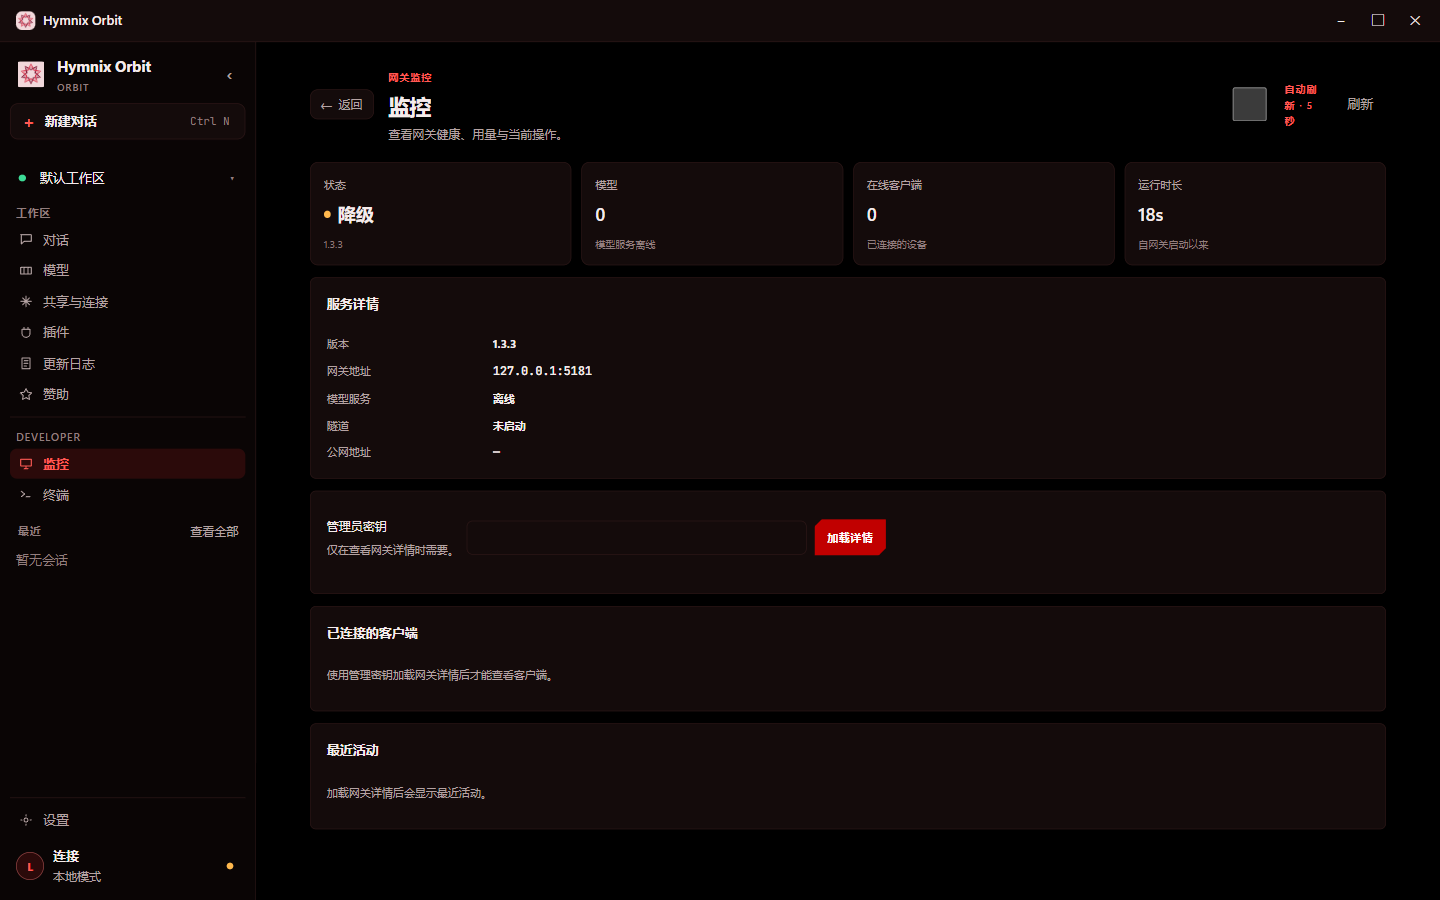 Hymnix Orbit
Hymnix Orbit
ORBIT
+ 新建对话 Ctrl N
默认工作区
工作区
对话
模型
共享与连接
插件
更新日志
赞助
DEVELOPER
监控
终端
最近 查看全部
暂无会话
设置
L
连接
本地模式
← 返回
网关监控
监控
查看网关健康、用量与当前操作。
自动刷
新 · 5
秒
刷新
状态
降级
1.3.3
模型
0
模型服务离线
在线客户端
0
已连接的设备
运行时长
18s
自网关启动以来
服务详情
版本 1.3.3
网关地址 127.0.0.1:5181
模型服务 离线
隧道 未启动
公网地址 —
管理员密钥
仅在查看网关详情时需要。
加载详情
已连接的客户端
使用管理密钥加载网关详情后才能查看客户端。
最近活动
加载网关详情后会显示最近活动。